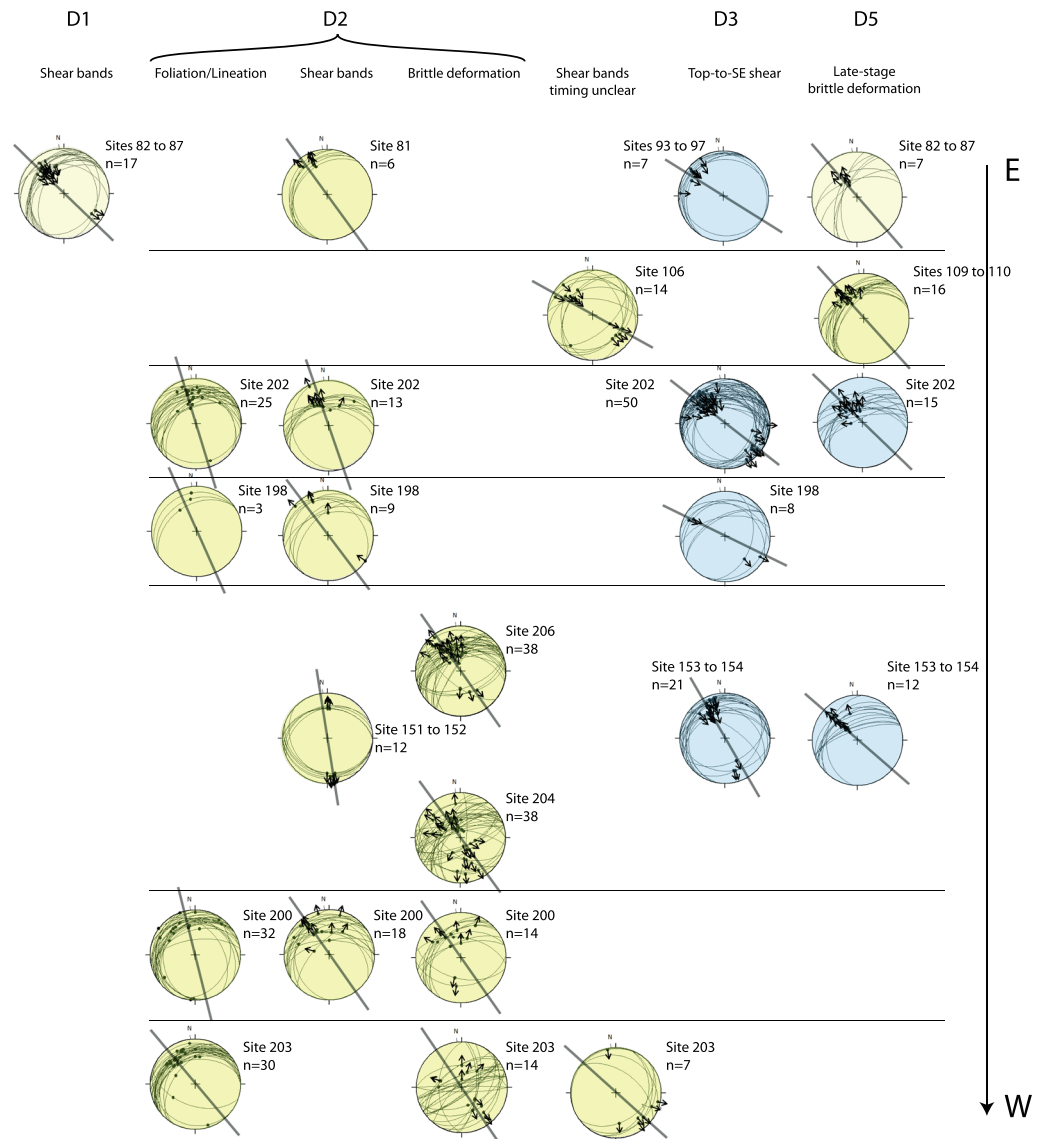 D1
D2
D3
D5
Shear bands
Foliation/Lineation
Shear bands
Brittle deformation
Shear bands
timing unclear
Top-to-SE shear
Late-stage
brittle deformation
E
N
Sites 82 to 87
n=17
N
Site 81
n=6
N
Sites 93 to 97
n=7
N
Site 82 to 87
n=7
N
Site 106
n=14
N
Sites 109 to 110
n=16
N
Site 202
n=25
N
Site 202
n=13
N
Site 202
n=50
N
Site 202
n=15
N
Site 198
n=3
N
Site 198
n=9
N
Site 198
n=8
N
Site 206
n=38
N
Site 151 to 152
n=12
N
Site 153 to 154
n=21
N
Site 153 to 154
n=12
N
Site 204
n=38
N
Site 200
n=32
N
Site 200
n=18
N
Site 200
n=14
N
Site 203
n=30
N
Site 203
n=14
N
Site 203
n=7
W